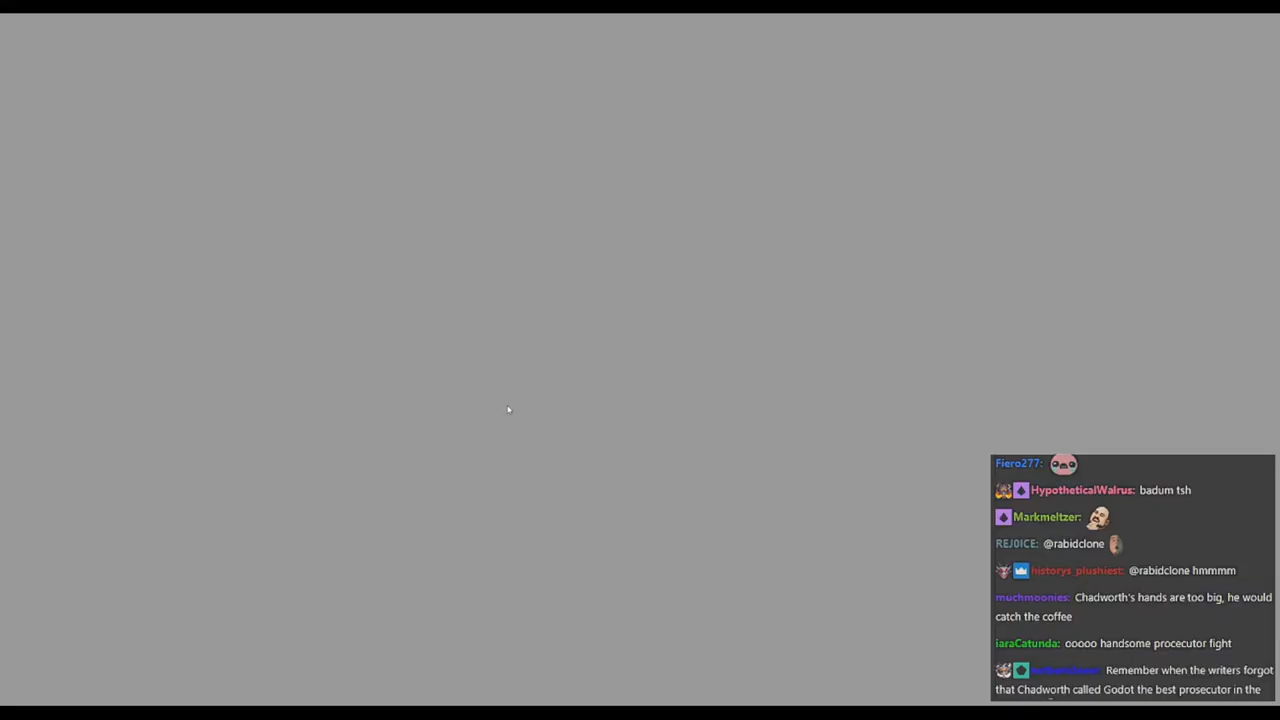 Fiero277:
HypotheticalWalrus: badum tsh
Markmeltzer:
REJ0ICE: @rabidclone
historys_plushiest: @rabidclone hmmmm
muchmoonies: Chadworth's hands are too big, he would
catch the coffee
iaraCatunda: ooooo handsome procecutor fight
Remember when the writers forgot
that Chadworth called Godot the best prosecutor in the